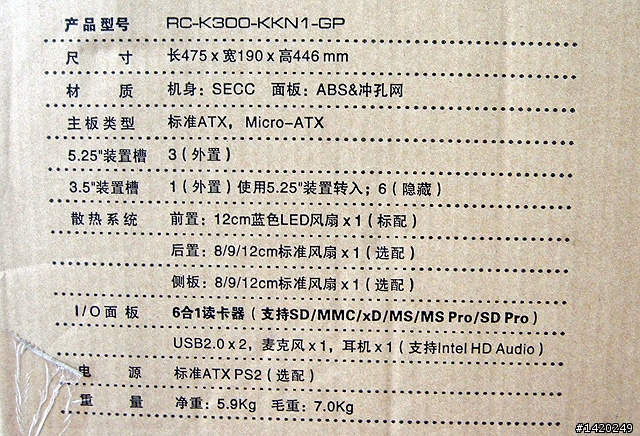 产品型号 RC-K300-KKN1-GP
尺 寸 长475 x 宽190 x 高446 mm
材 质 机身：SECC 面板：ABS&冲孔网
主板类型 标准ATX，Micro-ATX
5.25"装置槽 3（外置）
3.5"装置槽 1（外置）使用5.25"装置转入；6（隐藏）
散热系统 前置：12cm蓝色LED风扇 x 1（标配）
后置：8/9/12cm标准风扇 x 1（选配）
侧板：8/9/12cm标准风扇 x 1（选配）
I/O面板 6合1读卡器（支持SD/MMC/xD/MS/MS Pro/SD Pro）
USB2.0 x 2，麦克风 x 1，耳机 x 1（支持Intel HD Audio）
电 源 标准ATX PS2（选配）
重 量 净重：5.9Kg 毛重：7.0Kg
#1420249